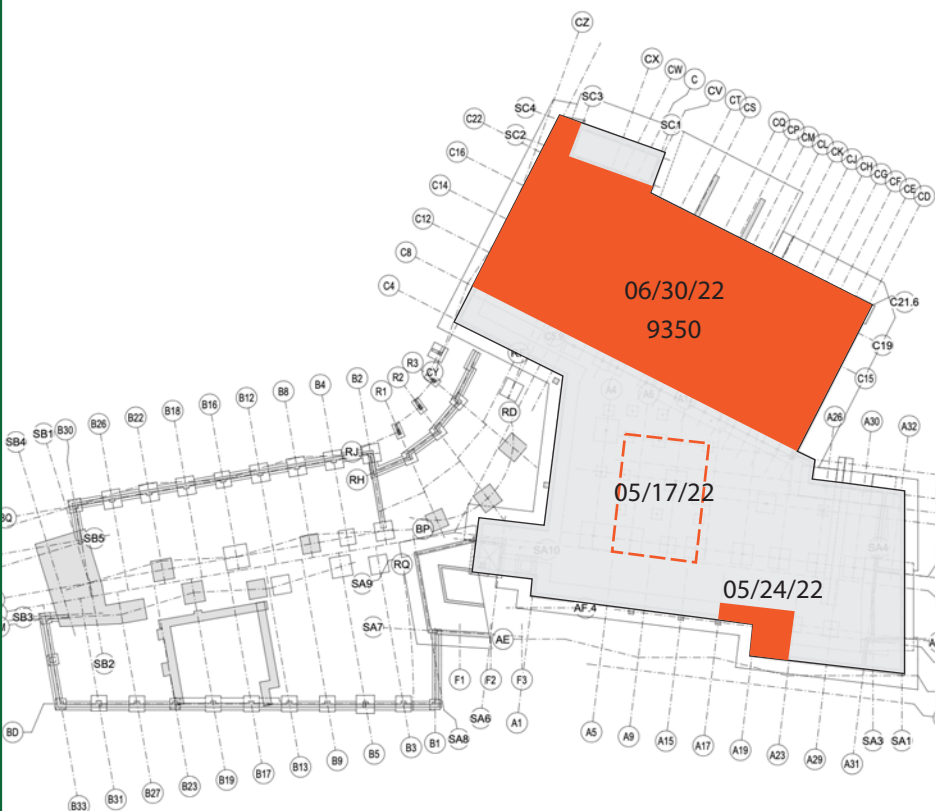 CZ
CX
CW
C
CV
CT
CS
SC4
SC3
SC1
C22
SC2
CQ
CP
CM
CL
CK
CJ
CH
CG
CF
CE
CD
C16
C14
C12
C8
C4
06/30/22
9350
C21.6
C19
C15
R3
R2
R1
CY
RD
B2
B4
B8
B12
B16
B18
B22
B26
B30
SB1
SB4
A4
A26
A30
A32
RJ
RH
05/17/22
BP
SB5
SA10
SA4
RQ
SA9
05/24/22
SB3
SA7
AF.4
AE
SB2
F1
F2
F3
SA6
A1
BD
SA8
A5
A9
A15
A17
A19
A23
A29
A31
SA3
SA1
B33
B31
B27
B23
B19
B17
B13
B9
B5
B3
B1